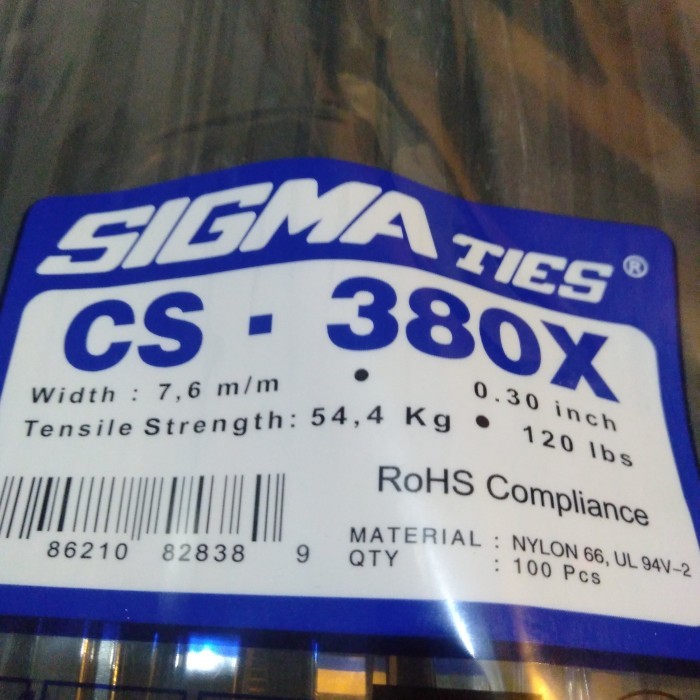 SIGMA TIES ®
CS - 380X
Width : 7,6 m/m • 0.30 inch
Tensile Strength: 54,4 Kg • 120 lbs
RoHS Compliance
MATERIAL : NYLON 66, UL 94V-2
QTY : 100 Pcs
86210 82838 9